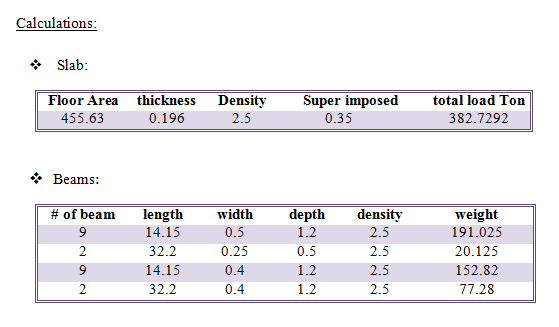 Calculations:
Slab:
Floor Area thickness Density Super imposed total load Ton
455.63 0.196 2.5 0.35 382.7292
Beams:
# of beam length width depth density weight
9 14.15 0.5 1.2 2.5 191.025
2 32.2 0.25 0.5 2.5 20.125
9 14.15 0.4 1.2 2.5 152.82
2 32.2 0.4 1.2 2.5 77.28